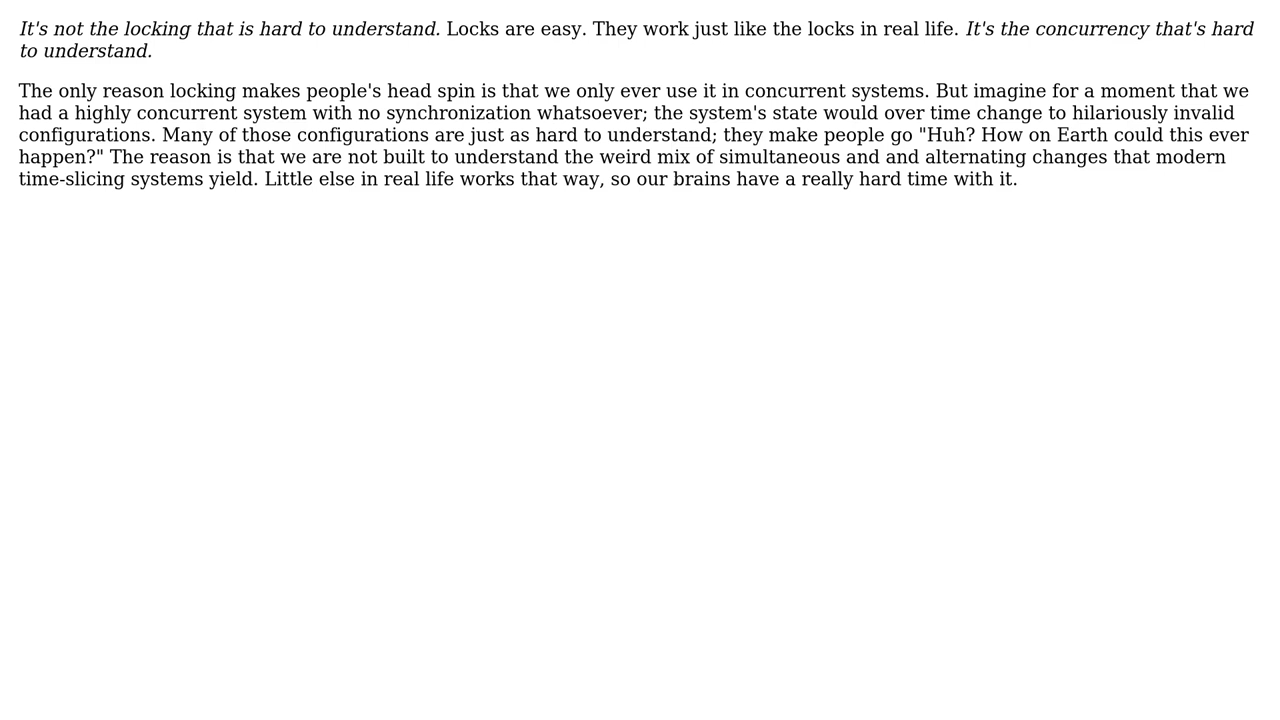 It's not the locking that is hard to understand. Locks are easy. They work just like the locks in real life. It's the concurrency that's hard
to understand.
The only reason locking makes people's head spin is that we only ever use it in concurrent systems. But imagine for a moment that we
had a highly concurrent system with no synchronization whatsoever; the system's state would over time change to hilariously invalid
configurations. Many of those configurations are just as hard to understand; they make people go "Huh? How on Earth could this ever
happen?" The reason is that we are not built to understand the weird mix of simultaneous and and alternating changes that modern
time-slicing systems yield. Little else in real life works that way, so our brains have a really hard time with it.